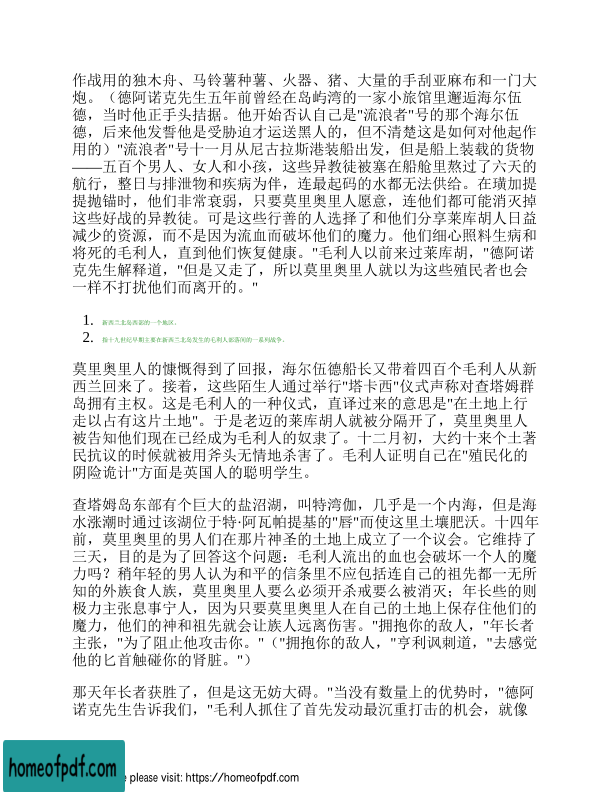 作战用的独木舟、马铃薯种薯、火器、猪、大量的手刮亚麻布和一门大
炮。（德阿诺克先生五年前曾经在岛屿湾的一家小旅馆里邂逅海尔伍
德，当时他正手头拮据。他开始否认自己是"流浪者"号的那个海尔伍
德，后来他发誓他是受胁迫才运送黑人的，但不清楚这是如何对他起作
用的）"流浪者"号十一月从尼古拉斯港装船出发，但是船上装载的货物
——五百个男人、女人和小孩，这些异教徒被塞在船舱里熬过了六天的
航行，整日与排泄物和疾病为伴，连最起码的水都无法供给。在璜加提
提抛锚时，他们非常衰弱，只要莫里奥里人愿意，连他们都可能消灭掉
这些好战的异教徒。可是这些行善的人选择了和他们分享莱库胡人日益
减少的资源，而不是因为流血而破坏他们的魔力。他们细心照料生病和
将死的毛利人，直到他们恢复健康。"毛利人以前来过莱库胡，"德阿诺
克先生解释道，"但是又走了，所以莫里奥里人就以为这些殖民者也会
一样不打扰他们而离开的。"
1. 新西兰北岛西部的一个地区。
2. 指十九世纪早期主要在新西兰北岛发生的毛利人部落间的一系列战争。
莫里奥里人的慷慨得到了回报，海尔伍德船长又带着四百个毛利人从新
西兰回来了。接着，这些陌生人通过举行"塔卡西"仪式声称对查塔姆群
岛拥有主权。这是毛利人的一种仪式，直译过来的意思是"在土地上行
走以占有这片土地"。于是老迈的莱库胡人就被分隔开了，莫里奥里人
被告知他们现在已经成为毛利人的奴隶了。十二月初，大约十来个土著
民抗议的时候就被用斧头无情地杀害了。毛利人证明自己在"殖民化的
阴险诡计"方面是英国人的聪明学生。
查塔姆岛东部有个巨大的盐沼湖，叫特湾伽，几乎是一个内海，但是海
水涨潮时通过该湖位于特·阿瓦帕提基的"唇"而使这里土壤肥沃。十四年
前，莫里奥里的男人们在那片神圣的土地上成立了一个议会。它维持了
三天，目的是为了回答这个问题：毛利人流出的血也会破坏一个人的魔
力吗？稍年轻的男人认为和平的信条里不应包括连自己的祖先都一无所
知的外族食人族，莫里奥里人要么必须开杀戒要么被消灭；年长些的则
极力主张息事宁人，因为只要莫里奥里人在自己的土地上保存住他们的
魔力，他们的神和祖先就会让族人远离伤害。"拥抱你的敌人，"年长者
主张，"为了阻止他攻击你。"（"拥抱你的敌人，"亨利讽刺道，"去感觉
他的匕首触碰你的肾脏。"）
那天年长者获胜了，但是这无妨大碍。"当没有数量上的优势时，"德阿
诺克先生告诉我们，"毛利人抓住了首先发动最沉重打击的机会，就像
homeofpdf.com
please visit: https://homeofpdf.com